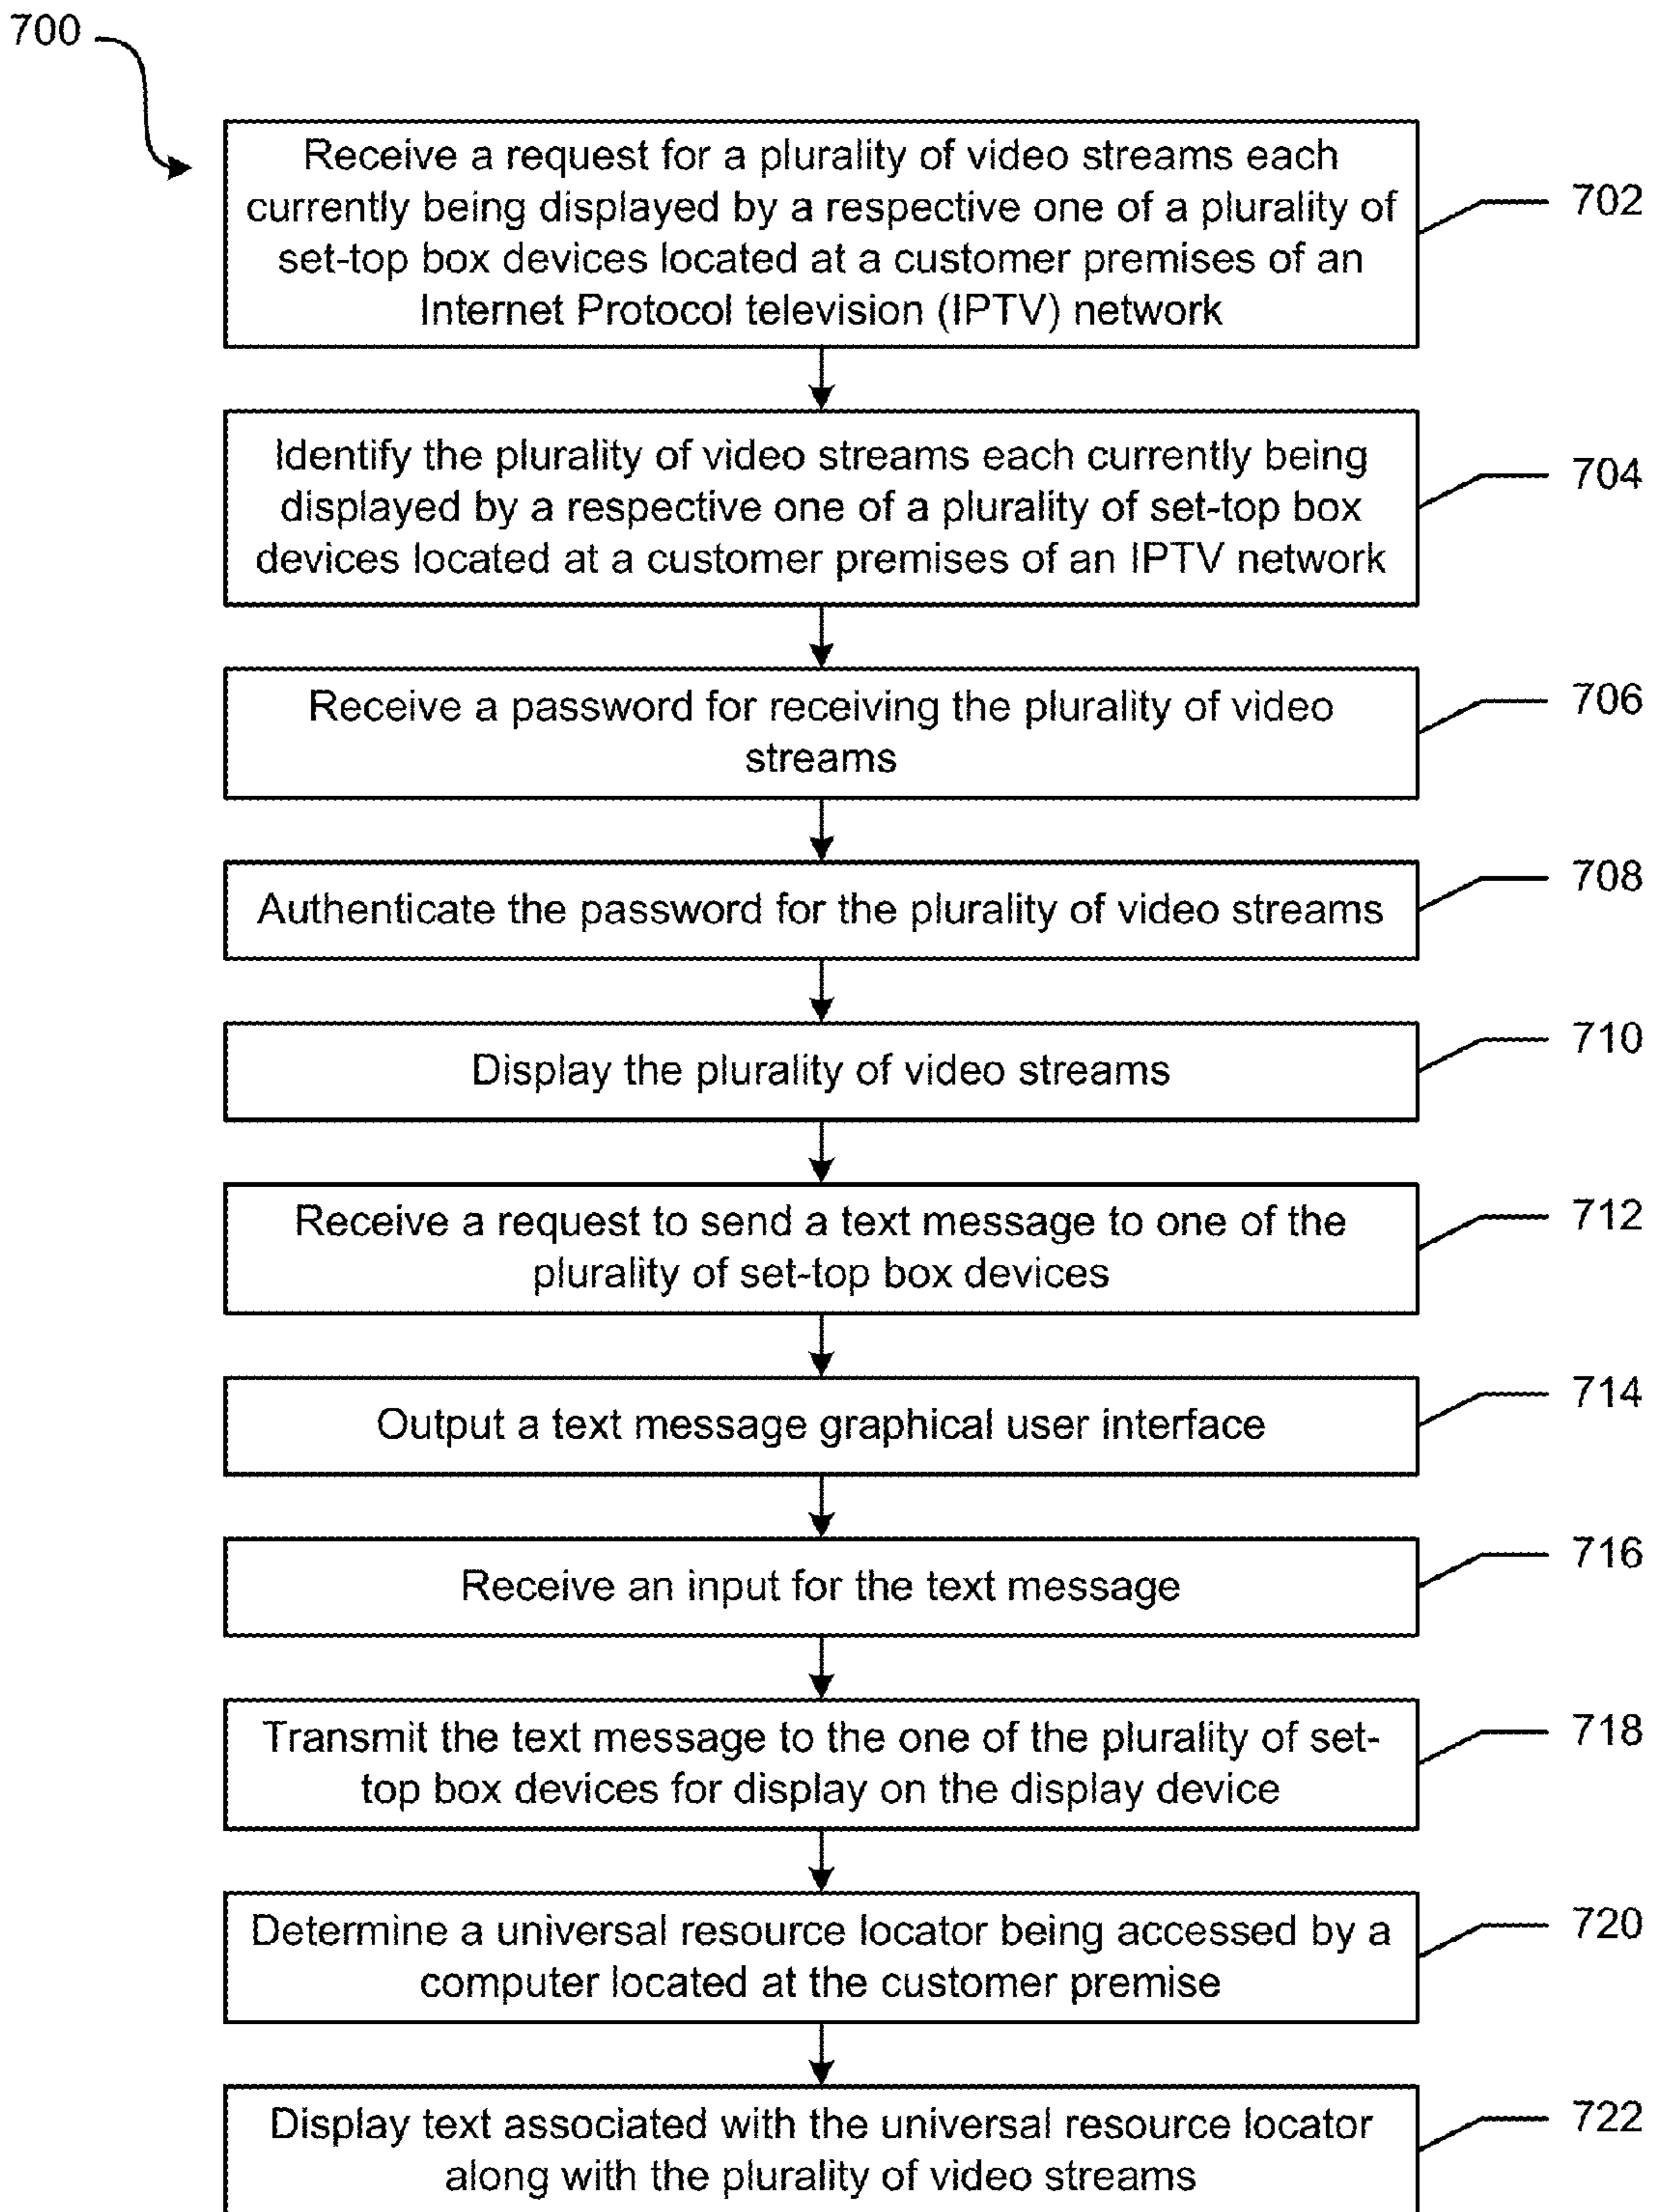 700
Receive a request for a plurality of video streams each
currently being displayed by a respective one of a plurality of
set-top box devices located at a customer premises of an
Internet Protocol television (IPTV) network
702
Identify the plurality of video streams each currently being
displayed by a respective one of a plurality of set-top box
devices located at a customer premises of an IPTV network
704
Receive a password for receiving the plurality of video
streams
706
Authenticate the password for the plurality of video streams
708
Display the plurality of video streams
710
Receive a request to send a text message to one of the
plurality of set-top box devices
712
Output a text message graphical user interface
714
Receive an input for the text message
716
Transmit the text message to the one of the plurality of set-
top box devices for display on the display device
718
Determine a universal resource locator being accessed by a
computer located at the customer premise
720
Display text associated with the universal resource locator
along with the plurality of video streams
722